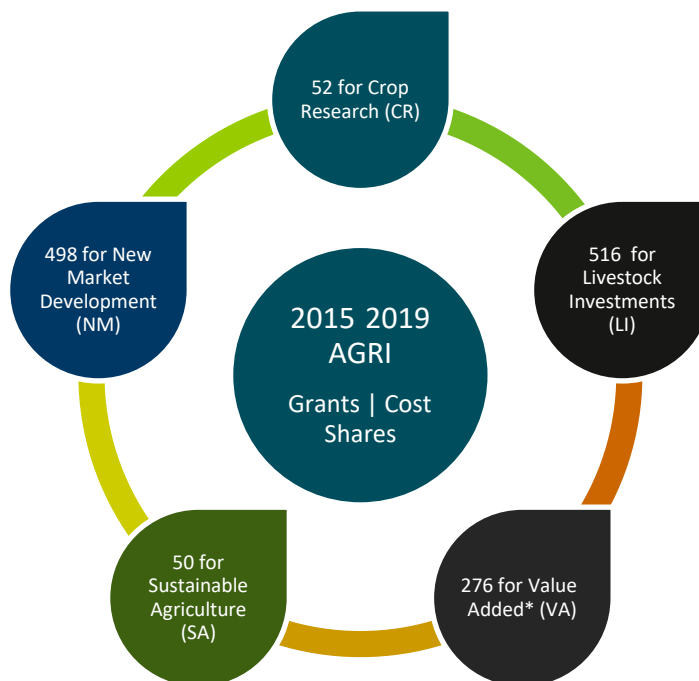 52 for Crop
Research (CR)
516 for
Livestock
Investments
(LI)
276 for Value
Added* (VA)
50 for
Sustainable
Agriculture
(SA)
498 for New
Market
Development
(NM)
2015 2019
AGRI
Grants | Cost
Shares